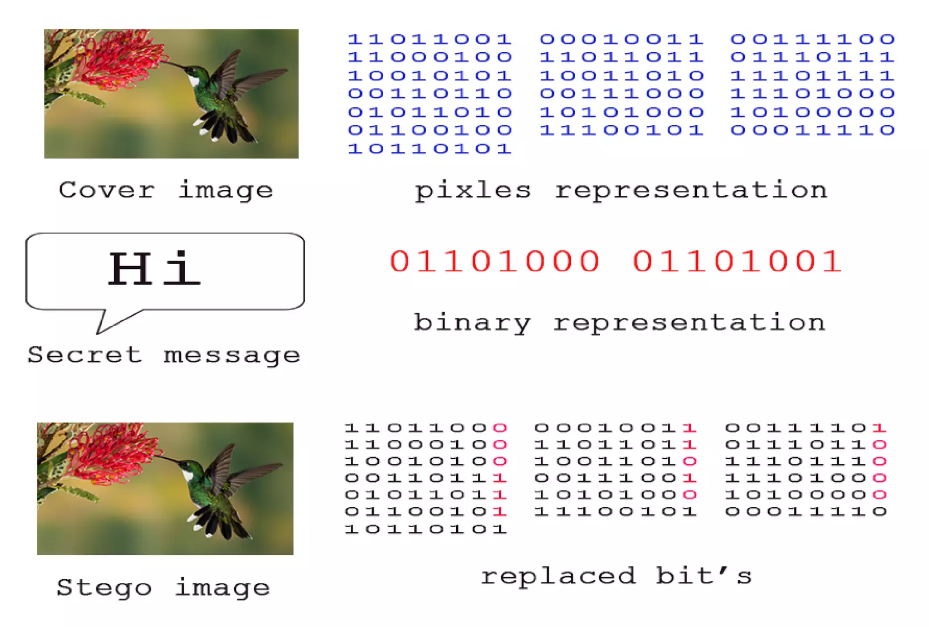 11011001 00010011 00111100
11000100 11011011 01110111
10010101 10011010 11101111
00110110 00111000 11101000
01011010 10101000 10100000
01100100 11100101 00011110
10110101
Cover image
pixles representation
Hi
01101000 01101001
binary representation
Secret message
11011000 00010011 00111101
11000100 11011011 01110110
10010100 10011010 11101110
00110111 00111001 11101000
01011011 10101000 10100000
01100101 11100101 00011110
10110101
Stego image
replaced bit's